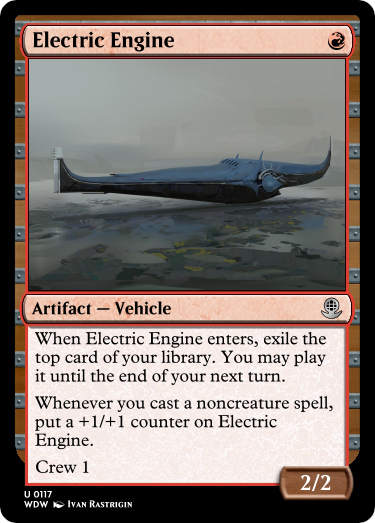 Electric Engine
Artifact — Vehicle
When Electric Engine enters, exile the
top card of your library. You may play
it until the end of your next turn.
Whenever you cast a noncreature spell,
put a +1/+1 counter on Electric
Engine.
Crew 1
2/2
U 0117
WDW Ivan Rastrigin